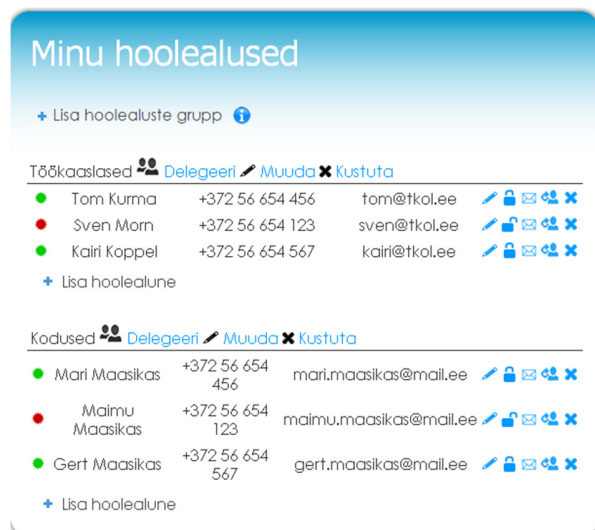 Minu hoolealused
Lisa hoolealuste grupp
Töökaaslased Delegeeri Muuda Kustuta
Tom Kurma +372 56 654 456 tom@tkol.ee
Sven Morn +372 56 654 123 sven@tkol.ee
Kairi Koppel +372 56 654 567 kairi@tkol.ee
Lisa hoolealune
Kodused Delegeeri Muuda Kustuta
Mari Maasikas +372 56 654 456 mari.maasikas@mail.ee
Maimu Maasikas +372 56 654 123 maimu.maasikas@mail.ee
Gert Maasikas +372 56 654 567 gert.maasikas@mail.ee
Lisa hoolealune